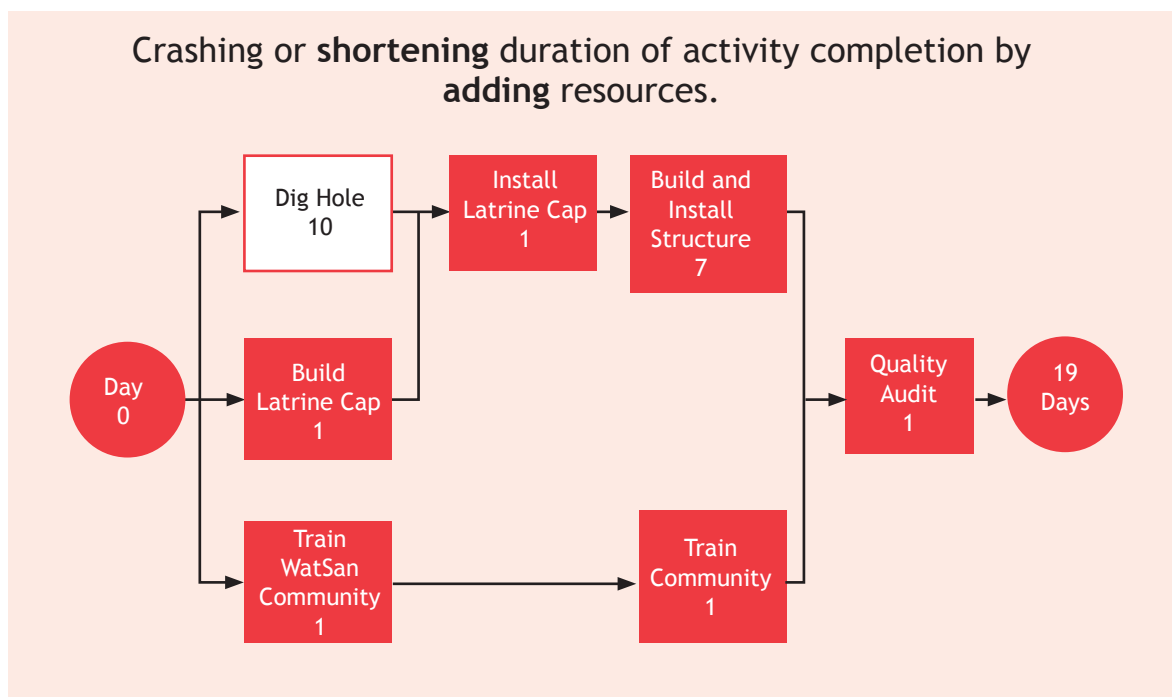 Crashing or shortening duration of activity completion by
adding resources.
Dig Hole
10
Install
Latrine Cap
1
Build and
Install
Structure
7
Day
0
Build
Latrine Cap
1
Quality
Audit
1
19
Days
Train
WatSan
Community
1
Train
Community
1